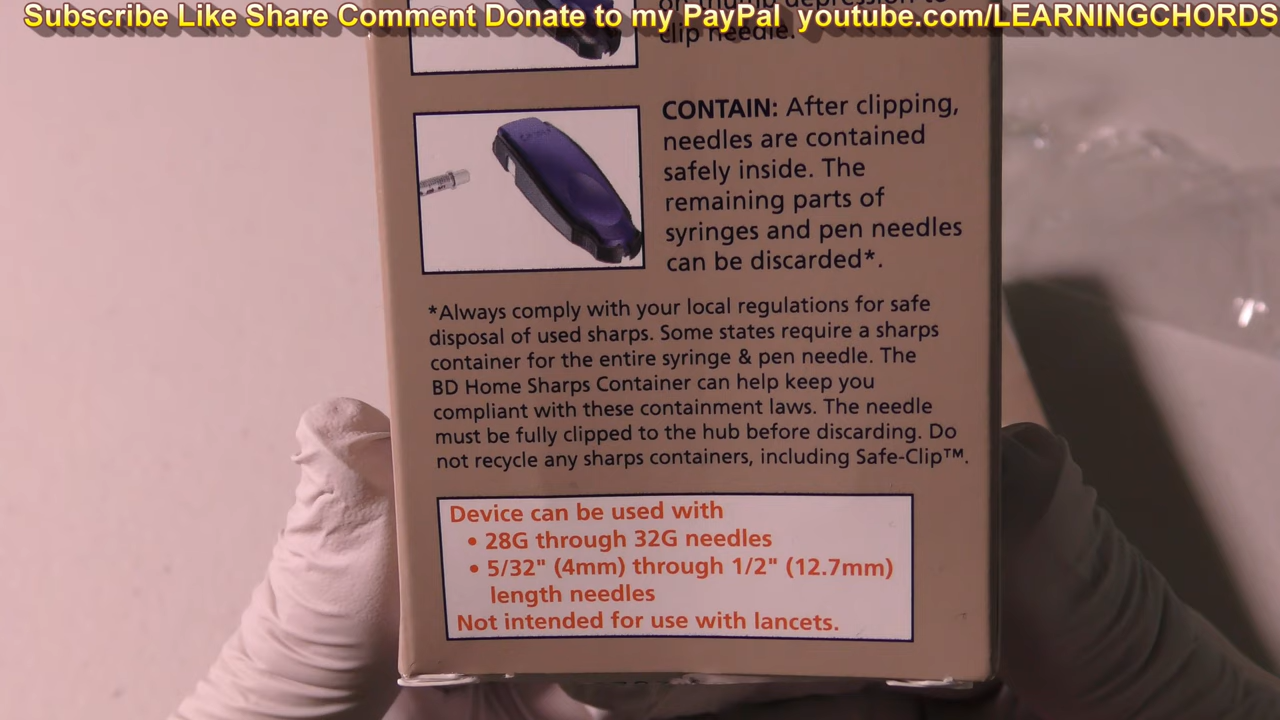 Subscribe Like Share Comment Donate to my PayPal youtube.com/LEARNINGCHORDS
clip needle.
CONTAIN: After clipping,
needles are contained
safely inside. The
remaining parts of
syringes and pen needles
can be discarded*.
*Always comply with your local regulations for safe
disposal of used sharps. Some states require a sharps
container for the entire syringe & pen needle. The
BD Home Sharps Container can help keep you
compliant with these containment laws. The needle
must be fully clipped to the hub before discarding. Do
not recycle any sharps containers, including Safe-Clip™.
Device can be used with
• 28G through 32G needles
• 5/32" (4mm) through 1/2" (12.7mm)
length needles
Not intended for use with lancets.